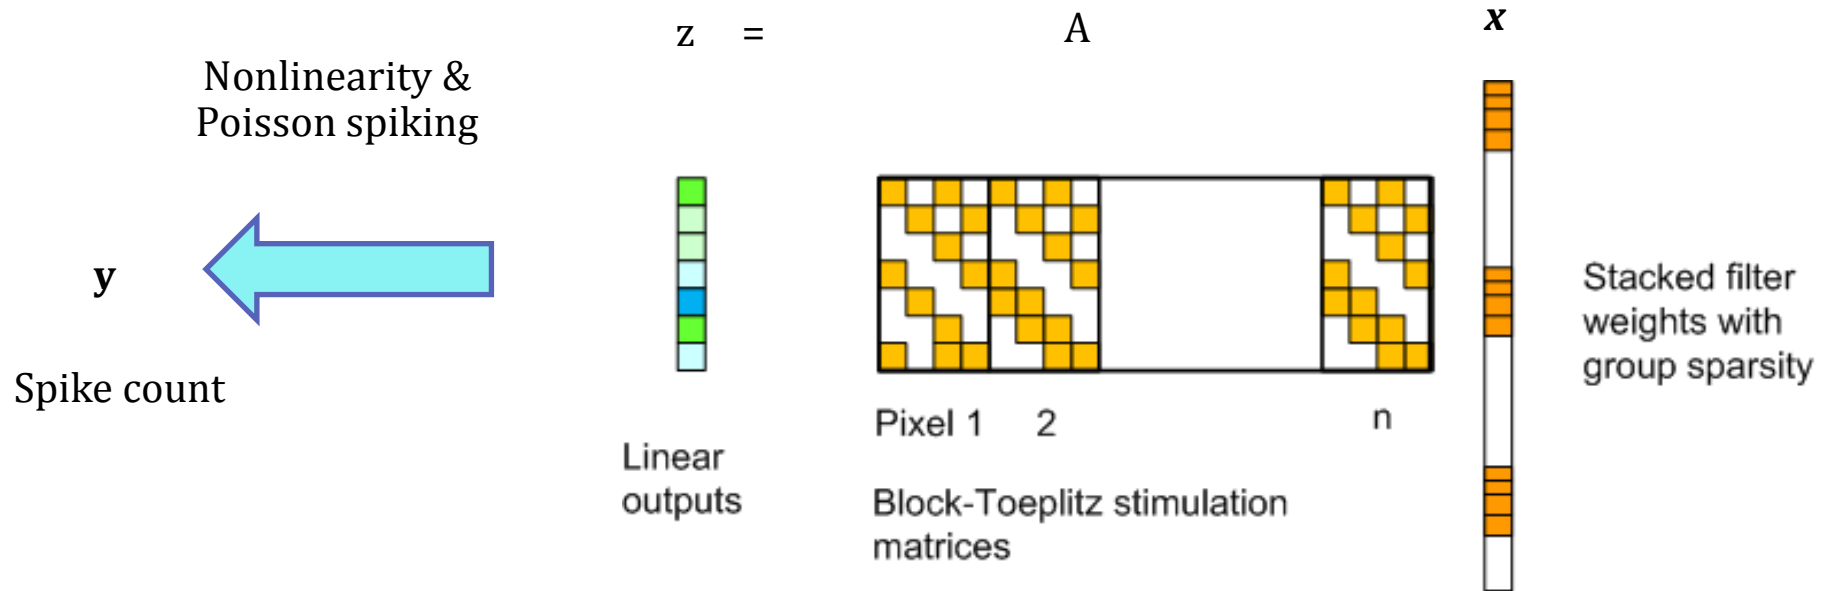 z = A x
Nonlinearity &
Poisson spiking
y
Spike count
Linear
outputs
Pixel 1 2 n
Block-Toeplitz stimulation
matrices
Stacked filter
weights with
group sparsity